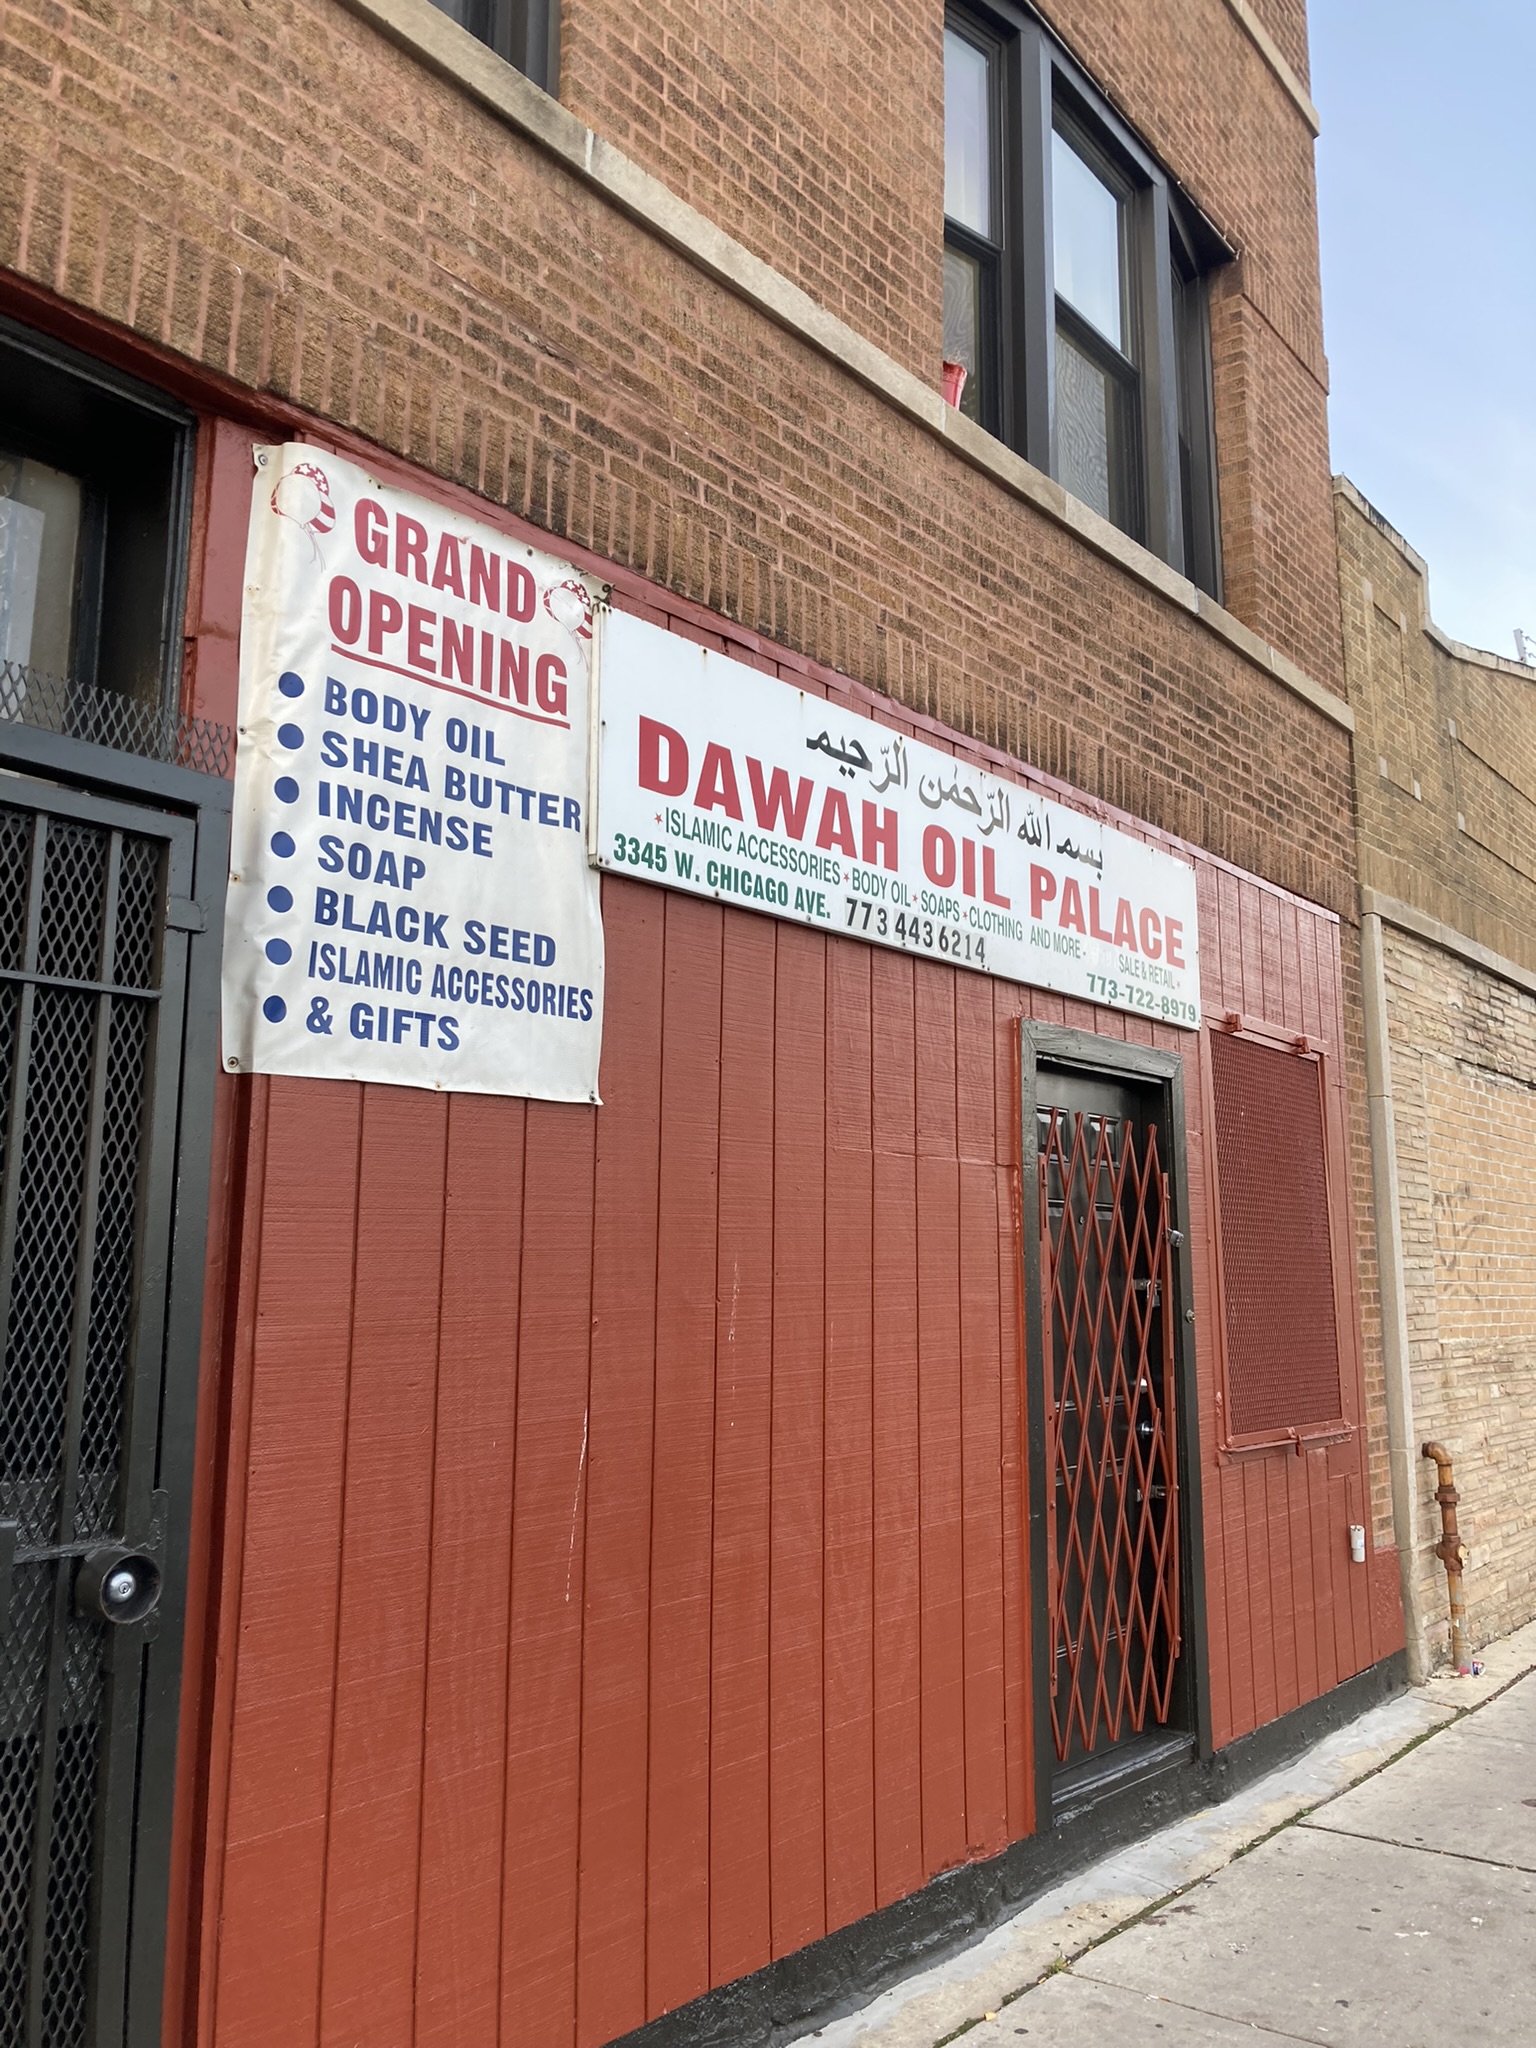 GRAND
OPENING
• BODY OIL
• SHEA BUTTER
• INCENSE
• SOAP
• BLACK SEED
• ISLAMIC ACCESSORIES
• & GIFTS
بسم الله الرّحمٰن الرّحيم
DAWAH OIL PALACE
★ISLAMIC ACCESSORIES★BODY OIL★SOAPS★CLOTHING AND MORE- SALE & RETAIL★
3345 W. CHICAGO AVE. 773 443 6214 773-722-8979